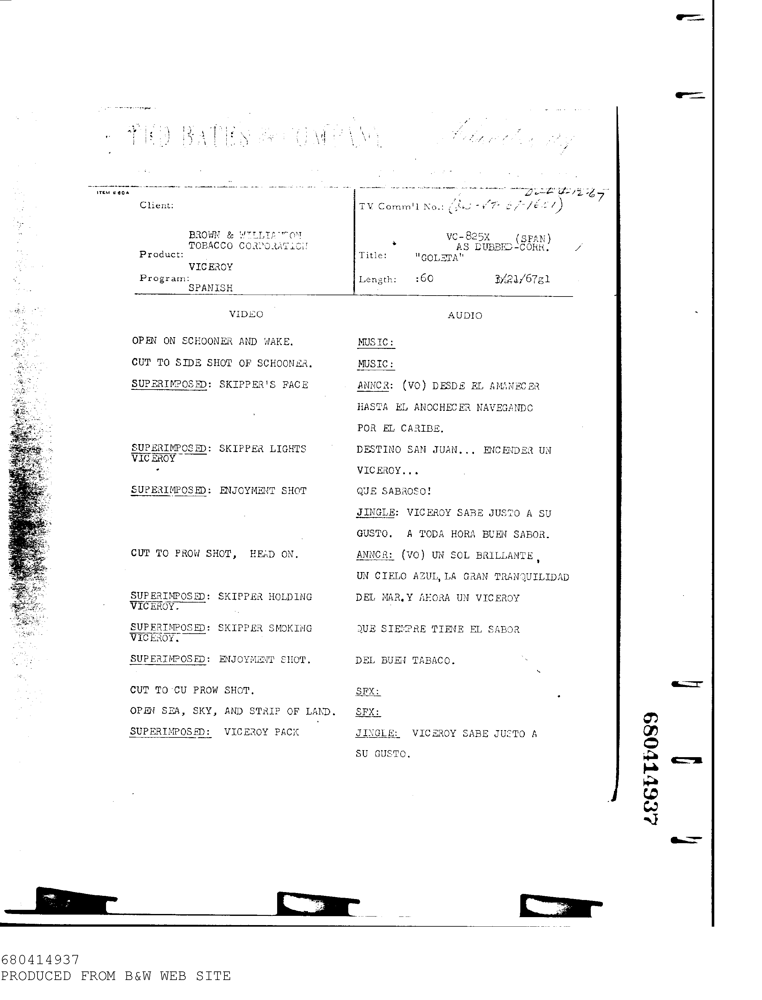 TED BATES & COMPANY
ITEM 660A
Client:
BROWN & WILLIAMSON
TOBACCO CORPORATION
Product:
VICEROY
Program:
SPANISH
TV Comm'l No.:
VC-825X (SPAN)
AS DUBBED-CORR.
Title: "GOLETA"
Length: :60 3/21/67gl
VIDEO AUDIO
OPEN ON SCHOONER AND WAKE. MUSIC:
CUT TO SIDE SHOT OF SCHOONER. MUSIC:
SUPERIMPOSED: SKIPPER'S FACE ANNCR: (VO) DESDE EL AMANECER
HASTA EL ANOCHECER NAVEGANDO
POR EL CARIBE.
SUPERIMPOSED: SKIPPER LIGHTS DESTINO SAN JUAN... ENCENDER UN
VICEROY VICEROY...
SUPERIMPOSED: ENJOYMENT SHOT QUE SABROSO!
JINGLE: VICEROY SABE JUSTO A SU
GUSTO. A TODA HORA BUEN SABOR.
CUT TO PROW SHOT, HEAD ON. ANNCR: (VO) UN SOL BRILLANTE,
UN CIELO AZUL, LA GRAN TRANQUILIDAD
SUPERIMPOSED: SKIPPER HOLDING DEL MAR. Y AHORA UN VICEROY
VICEROY.
SUPERIMPOSED: SKIPPER SMOKING QUE SIEMPRE TIENE EL SABOR
VICEROY.
SUPERIMPOSED: ENJOYMENT SHOT. DEL BUEN TABACO.
CUT TO CU PROW SHOT. SFX:
OPEN SEA, SKY, AND STRIP OF LAND. SFX:
SUPERIMPOSED: VICEROY PACK JINGLE: VICEROY SABE JUSTO A
SU GUSTO.
680414937
680414937
PRODUCED FROM B&W WEB SITE